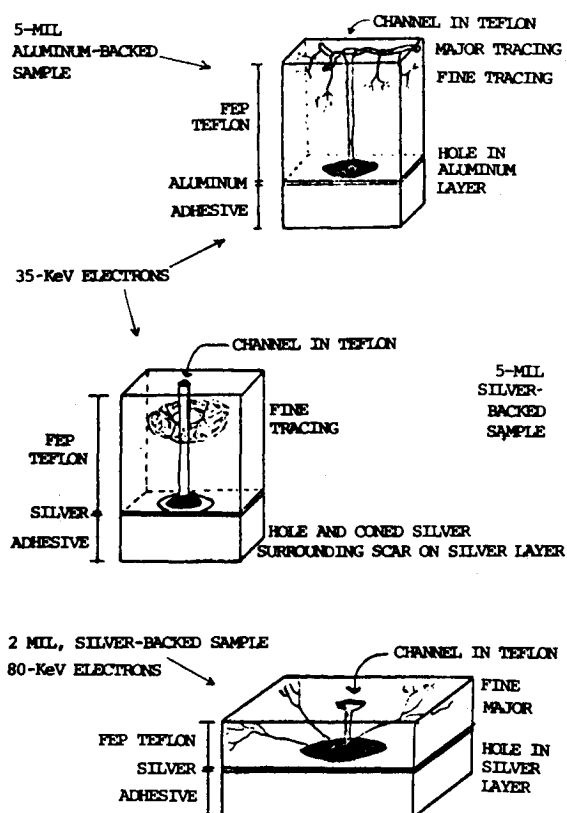 5-MIL
ALUMINUM-BACKED
SAMPLE
CHANNEL IN TEFLON
MAJOR TRACING
FINE TRACING
FEP
TEFLON
HOLE IN
ALUMINUM
LAYER
ALUMINUM
ADHESIVE
35-KeV ELECTRONS
CHANNEL IN TEFLON
5-MIL
SILVER-
BACKED
SAMPLE
FINE
TRACING
FEP
TEFLON
SILVER
ADHESIVE
HOLE AND CONED SILVER
SURROUNDING SCAR ON SILVER LAYER
2 MIL, SILVER-BACKED SAMPLE
80-KeV ELECTRONS
CHANNEL IN TEFLON
FINE
MAJOR
FEP TEFLON
HOLE IN
SILVER
LAYER
SILVER
ADHESIVE